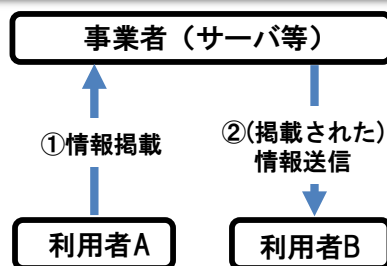 事業者（サーバ等）
①情報掲載
②(掲載された)
情報送信
利用者A
利用者B